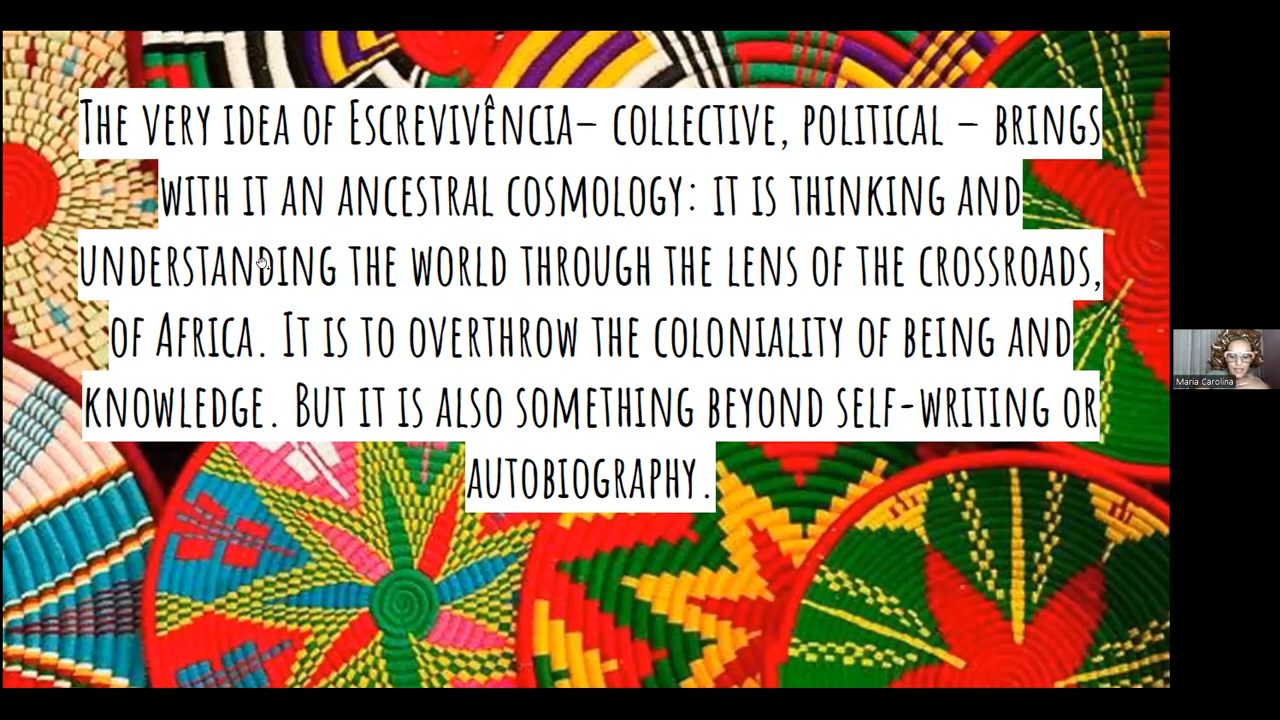 The very idea of Escrevivência– collective, political – brings
with it an ancestral cosmology: it is thinking and
understanding the world through the lens of the crossroads,
of Africa. It is to overthrow the coloniality of being and
knowledge. But it is also something beyond self-writing or
autobiography.
Maria Carolina